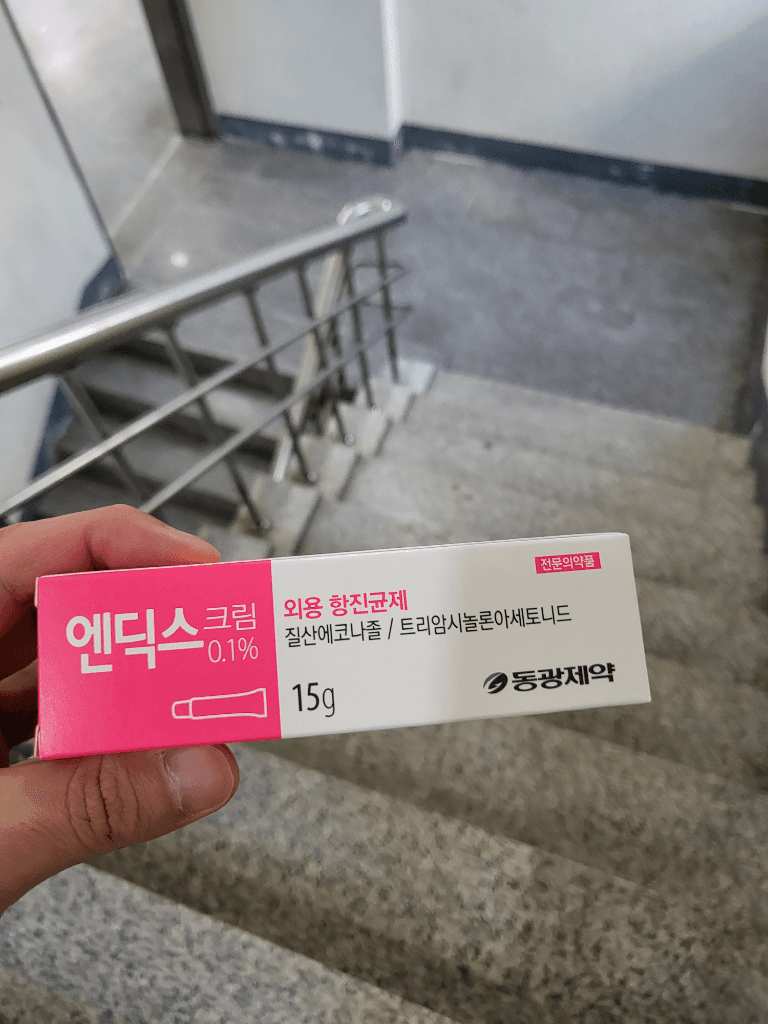 엔딕스 크림
0.1%
전문의약품
외용 항진균제
질산에코나졸 / 트리암시놀론아세토니드
15g
동광제약